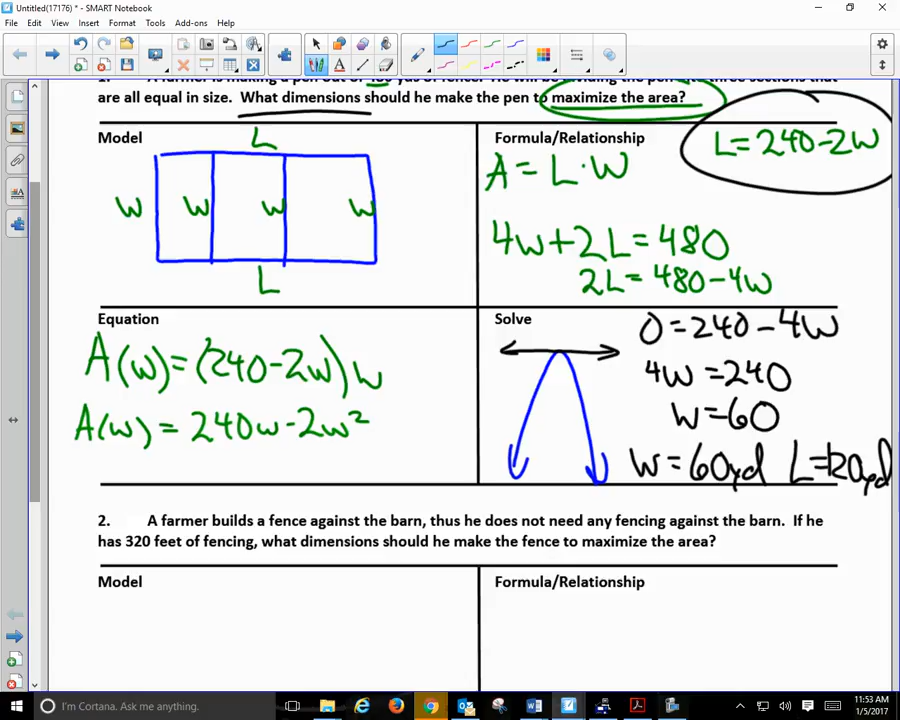 Untitled(17176) * - SMART Notebook
File Edit View Insert Format Tools Add-ons Help
are all equal in size. What dimensions should he make the pen to maximize the area?
Model
L
W W W W
L
Formula/Relationship
L=240-2W
A = L·W
4W+2L=480
2L=480-4W
Equation
A(W)=(240-2W)W
A(W)=240W-2W²
Solve
0=240-4W
4W=240
W=60
W=60yd L=120yd
2. A farmer builds a fence against the barn, thus he does not need any fencing against the barn. If he
has 320 feet of fencing, what dimensions should he make the fence to maximize the area?
Model
Formula/Relationship
I'm Cortana. Ask me anything.
11:53 AM
1/5/2017